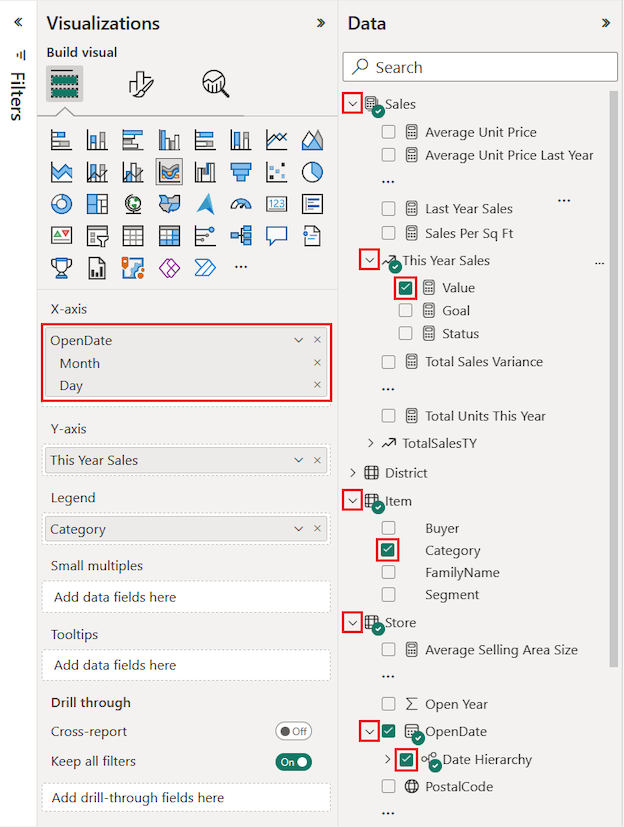 Filters
Visualizations
Build visual
123
...
X-axis
OpenDate
Month
Day
Y-axis
This Year Sales
Legend
Category
Small multiples
Add data fields here
Tooltips
Add data fields here
Drill through
Cross-report
Off
Keep all filters
On
Add drill-through fields here
Data
Search
Sales
Average Unit Price
Average Unit Price Last Year
...
...
Last Year Sales
Sales Per Sq Ft
This Year Sales
...
Value
Goal
Status
Total Sales Variance
...
Total Units This Year
TotalSalesTY
District
Item
Buyer
Category
FamilyName
Segment
Store
Average Selling Area Size
...
Open Year
OpenDate
Date Hierarchy
PostalCode
...